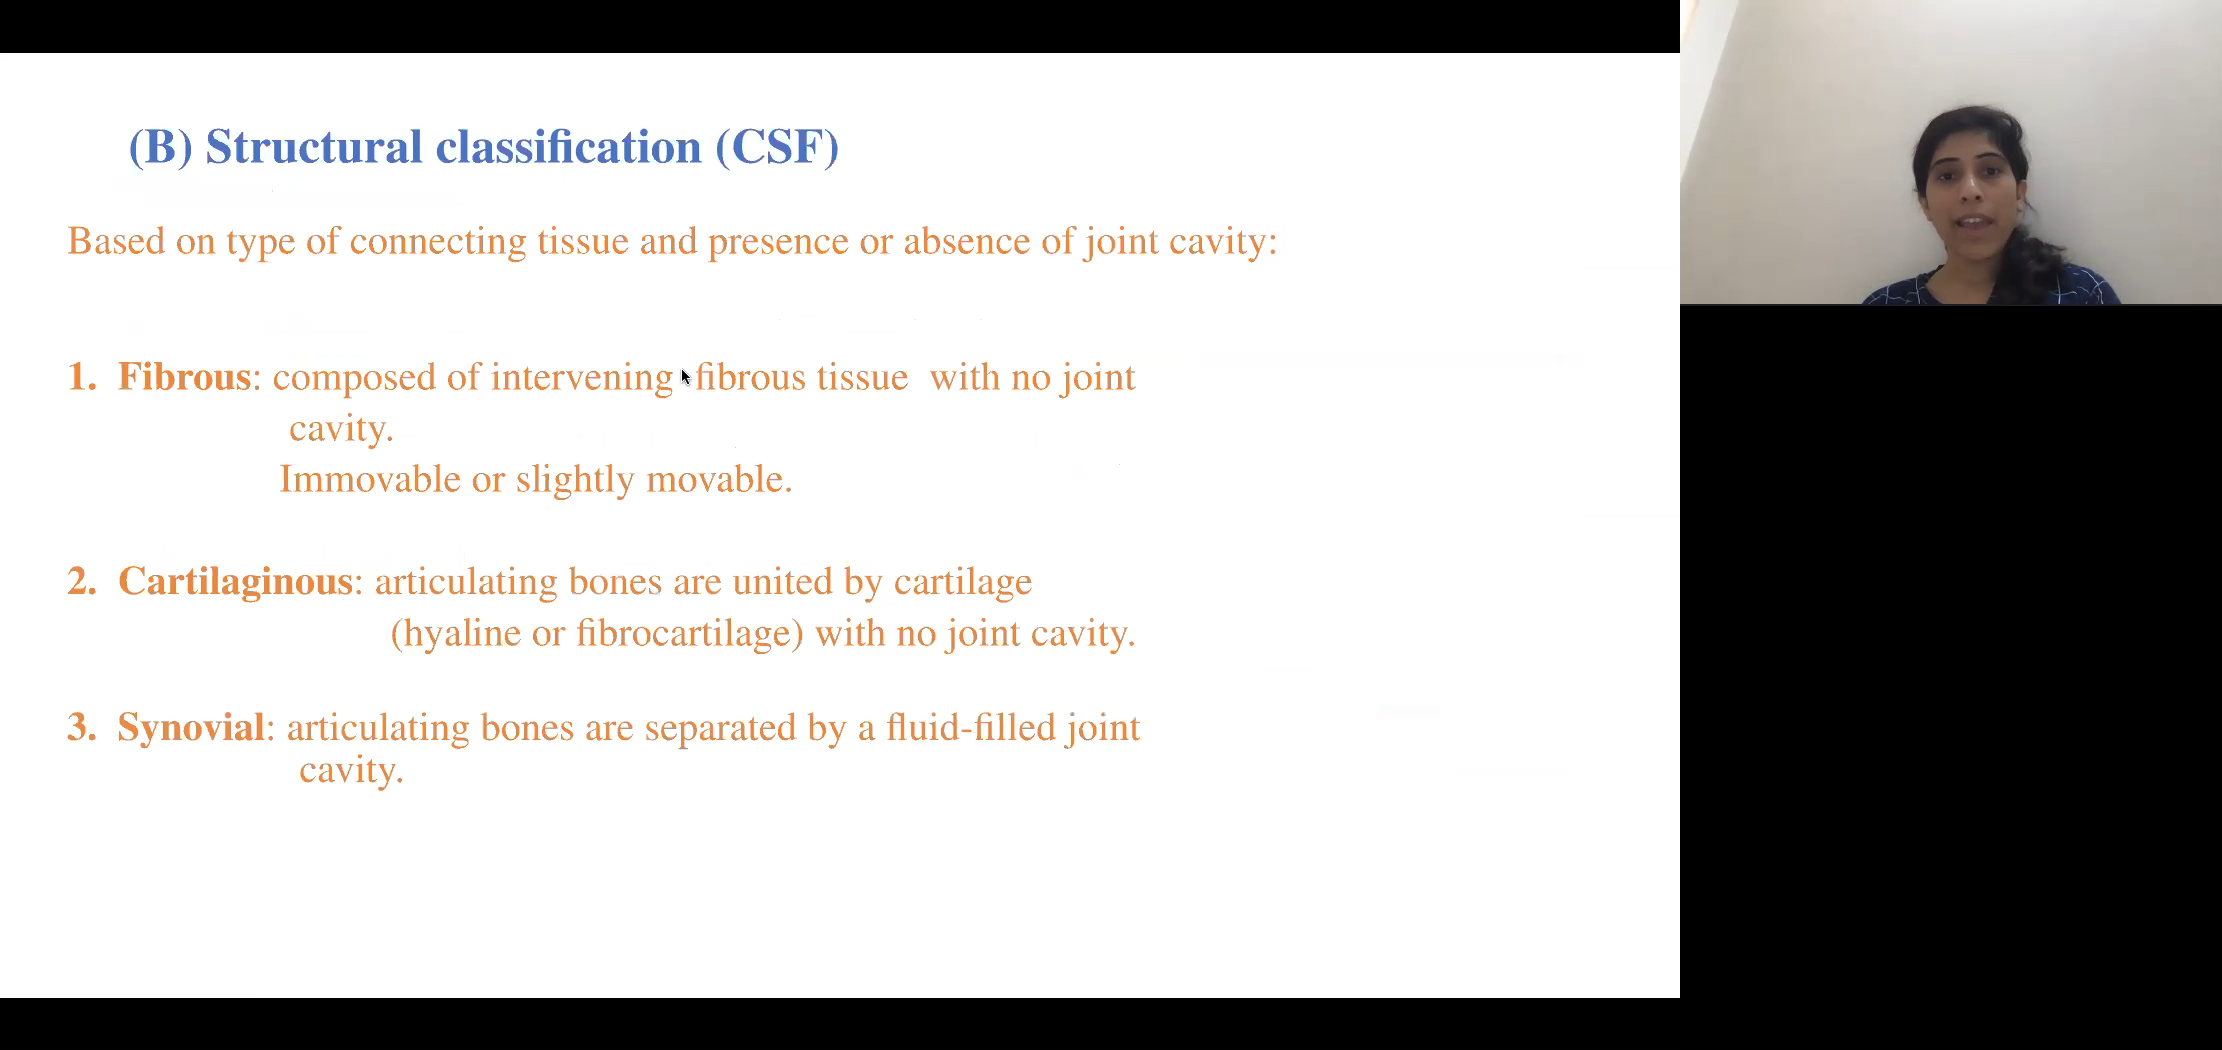 (B) Structural classification (CSF)
Based on type of connecting tissue and presence or absence of joint cavity:
1. Fibrous: composed of intervening fibrous tissue with no joint
cavity.
Immovable or slightly movable.
2. Cartilaginous: articulating bones are united by cartilage
(hyaline or fibrocartilage) with no joint cavity.
3. Synovial: articulating bones are separated by a fluid-filled joint
cavity.